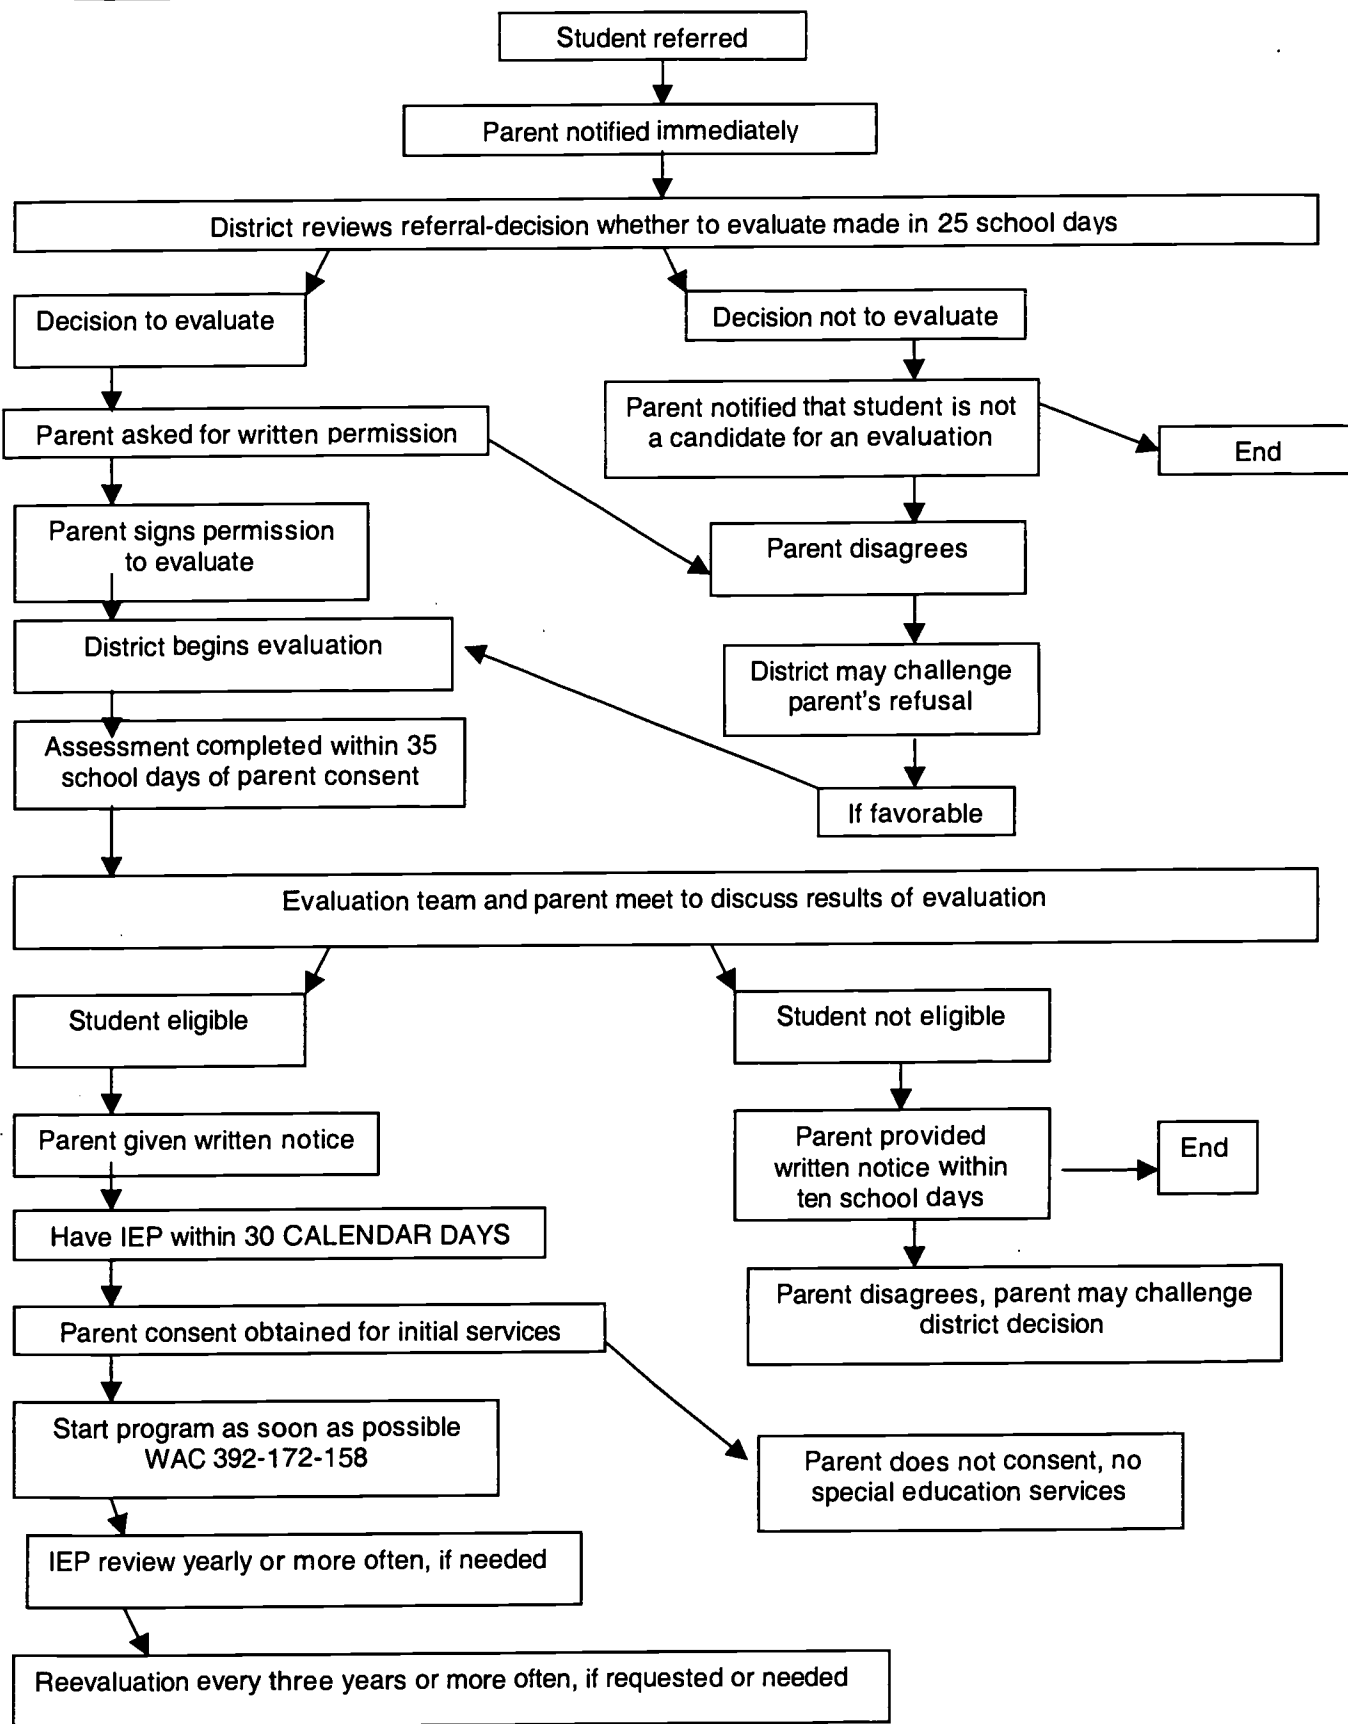 Student referred
Parent notified immediately
District reviews referral-decision whether to evaluate made in 25 school days
Decision to evaluate
Decision not to evaluate
Parent asked for written permission
Parent notified that student is not
a candidate for an evaluation
End
Parent signs permission
to evaluate
Parent disagrees
District begins evaluation
District may challenge
parent's refusal
Assessment completed within 35
school days of parent consent
If favorable
Evaluation team and parent meet to discuss results of evaluation
Student eligible
Student not eligible
Parent given written notice
Parent provided
written notice within
ten school days
End
Have IEP within 30 CALENDAR DAYS
Parent disagrees, parent may challenge
district decision
Parent consent obtained for initial services
Start program as soon as possible
WAC 392-172-158
Parent does not consent, no
special education services
IEP review yearly or more often, if needed
Reevaluation every three years or more often, if requested or needed